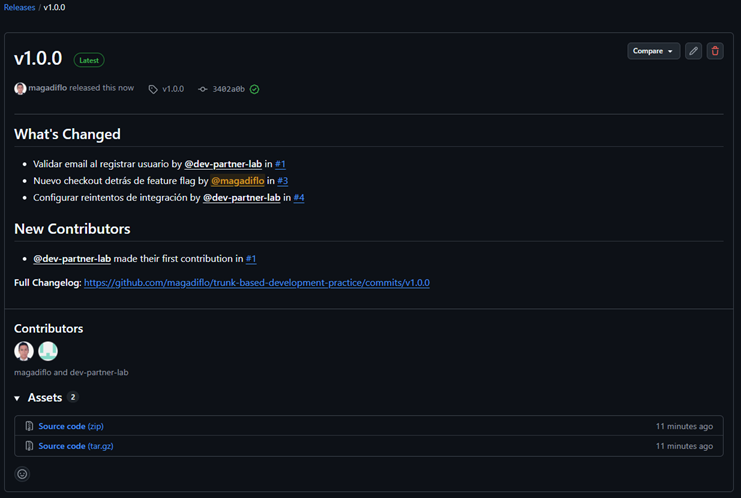 Releases / v1.0.0
v1.0.0 Latest
Compare
magadiflo released this now v1.0.0 3402a0b
What's Changed
Validar email al registrar usuario by @dev-partner-lab in #1
Nuevo checkout detrás de feature flag by @magadiflo in #3
Configurar reintentos de integración by @dev-partner-lab in #4
New Contributors
@dev-partner-lab made their first contribution in #1
Full Changelog: https://github.com/magadiflo/trunk-based-development-practice/commits/v1.0.0
Contributors
magadiflo and dev-partner-lab
Assets 2
Source code (zip) 11 minutes ago
Source code (tar.gz) 11 minutes ago